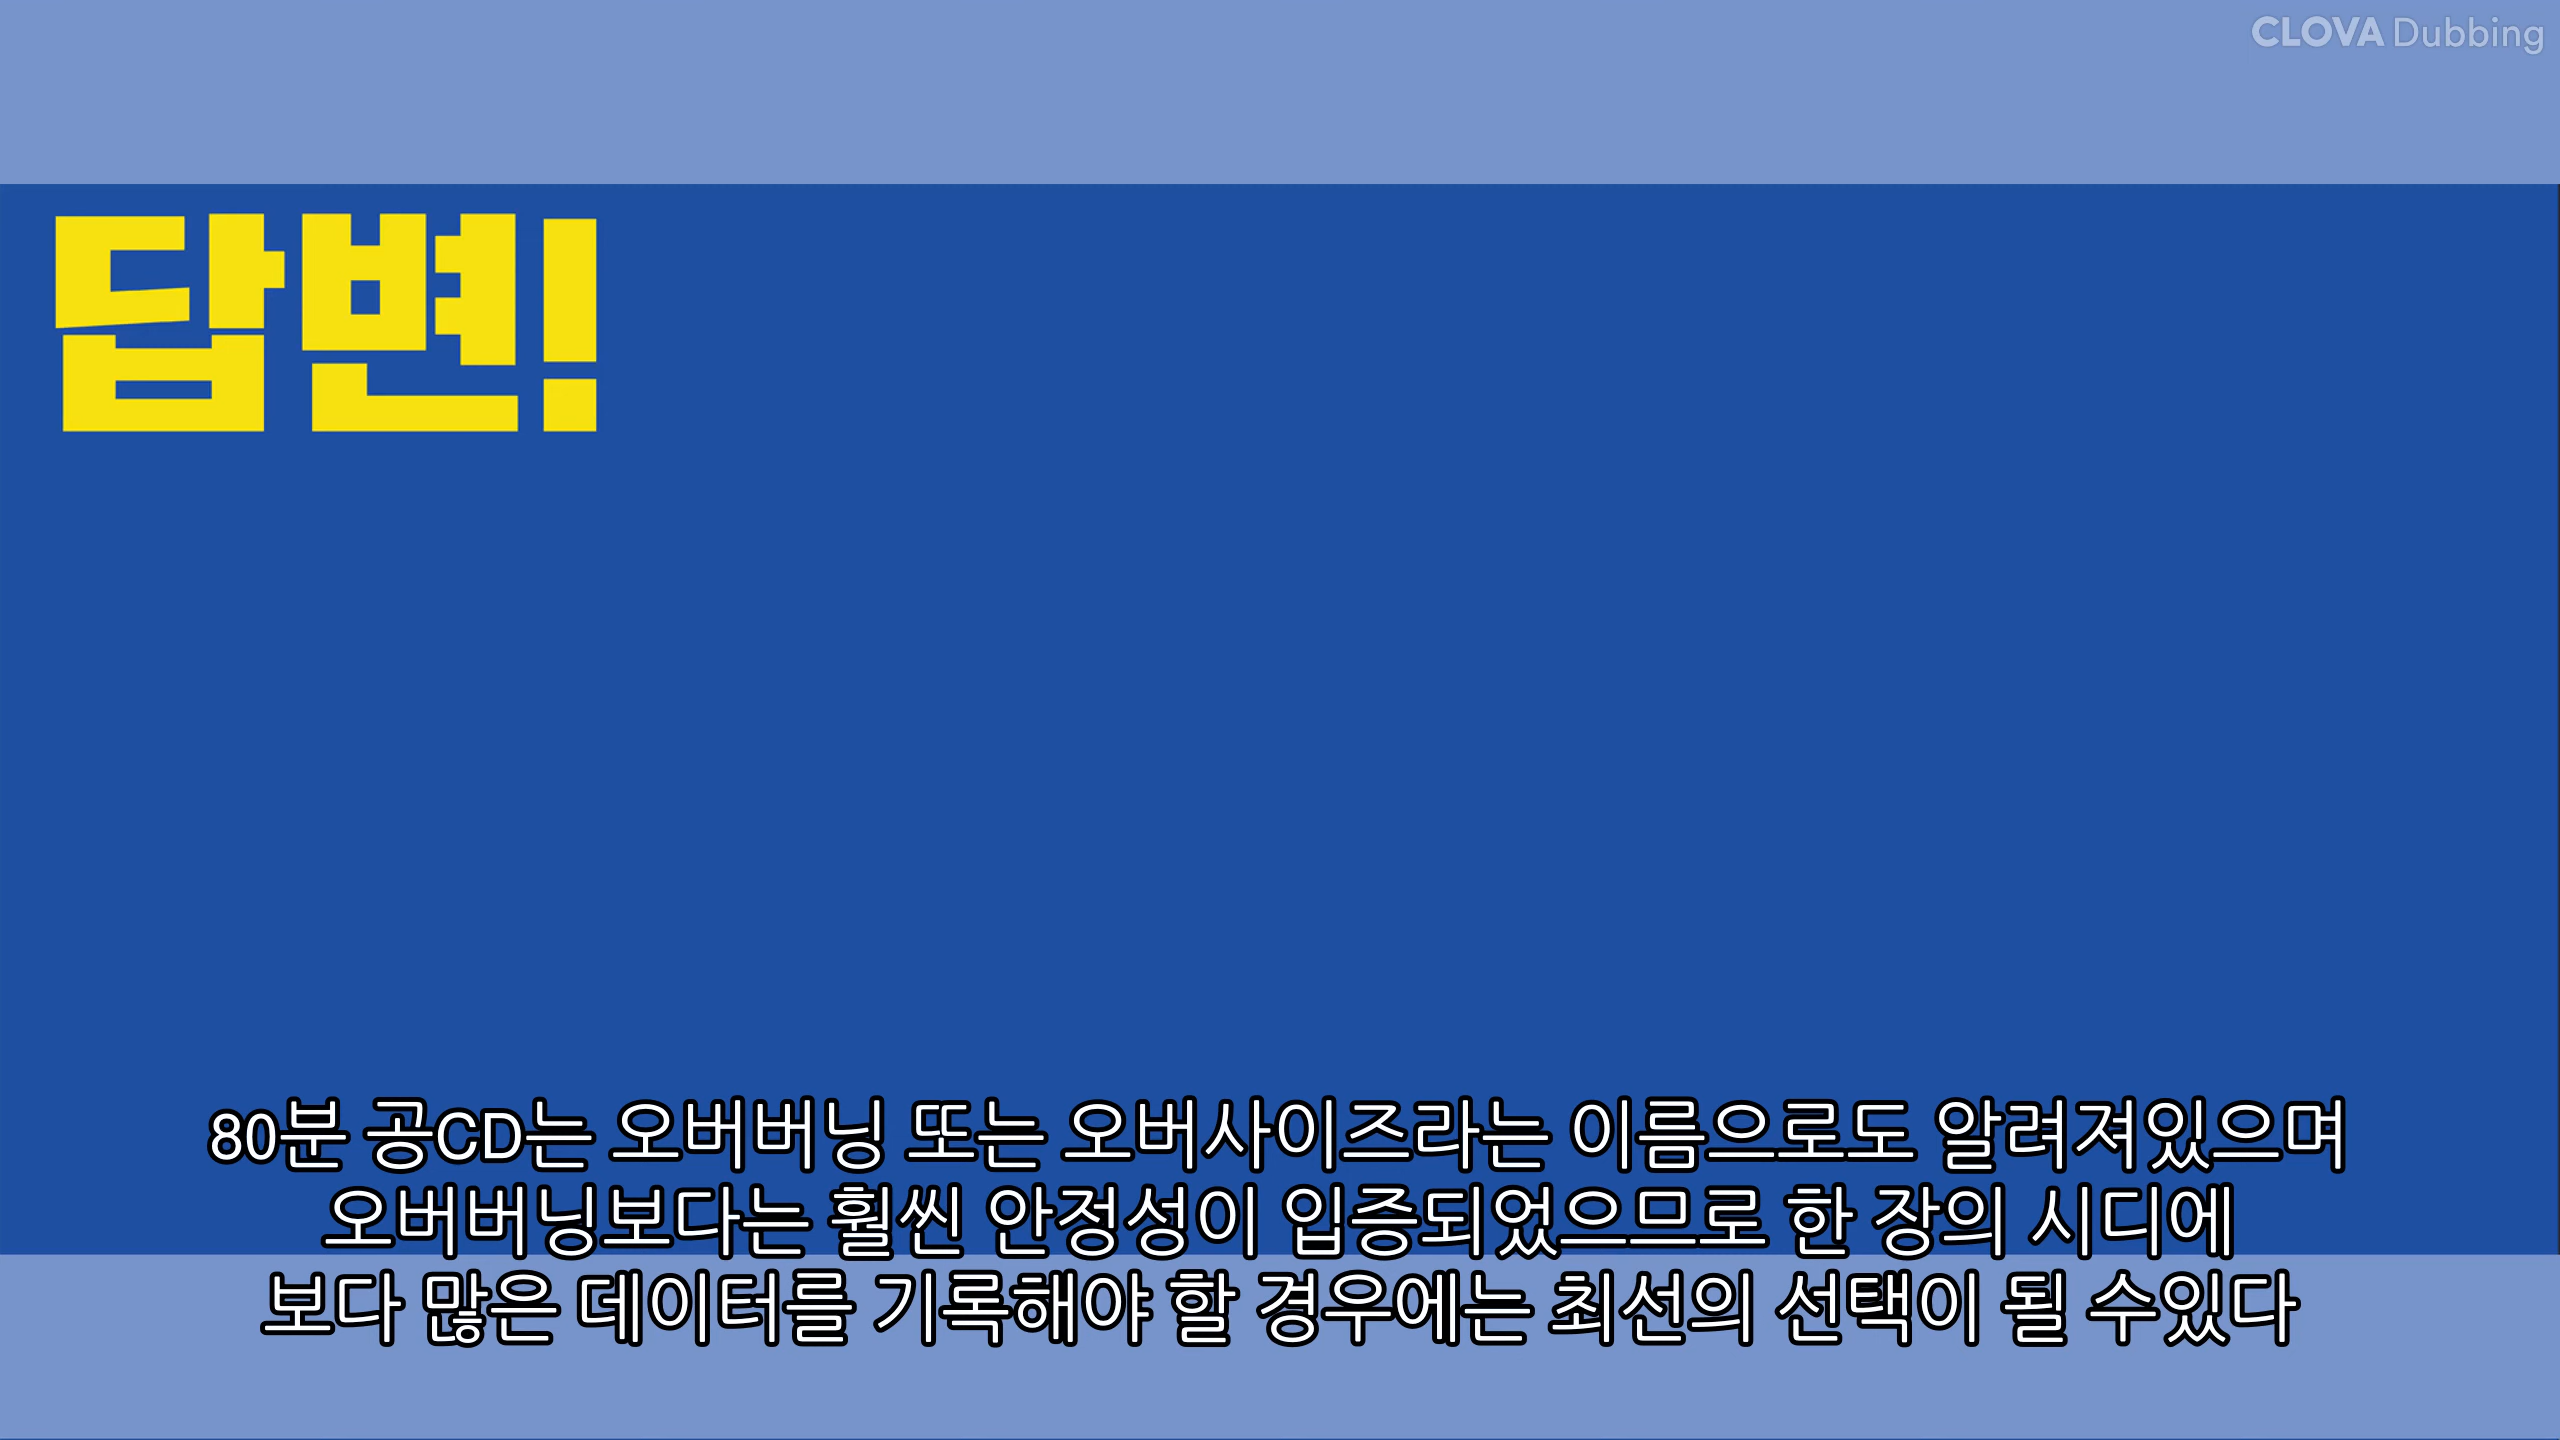 CLOVA Dubbing
답변!
80분 공CD는 오버버닝 또는 오버사이즈라는 이름으로도 알려져있으며
오버버닝보다는 훨씬 안정성이 입증되었으므로 한 장의 시디에
보다 많은 데이터를 기록해야 할 경우에는 최선의 선택이 될 수있다